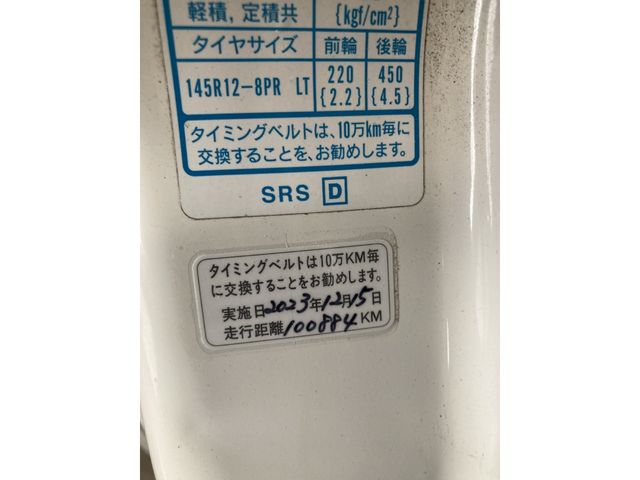 軽積，定積共 {kgf/cm²}
タイヤサイズ 前輪 後輪
145R12-8PR LT 220 450
{2.2} {4.5}
タイミングベルトは、10万km毎に
交換することを、お勧めします。
SRS D
タイミングベルトは10万KM毎
に交換することをお勧めします。
実施日2023年12月15日
走行距離100884KM